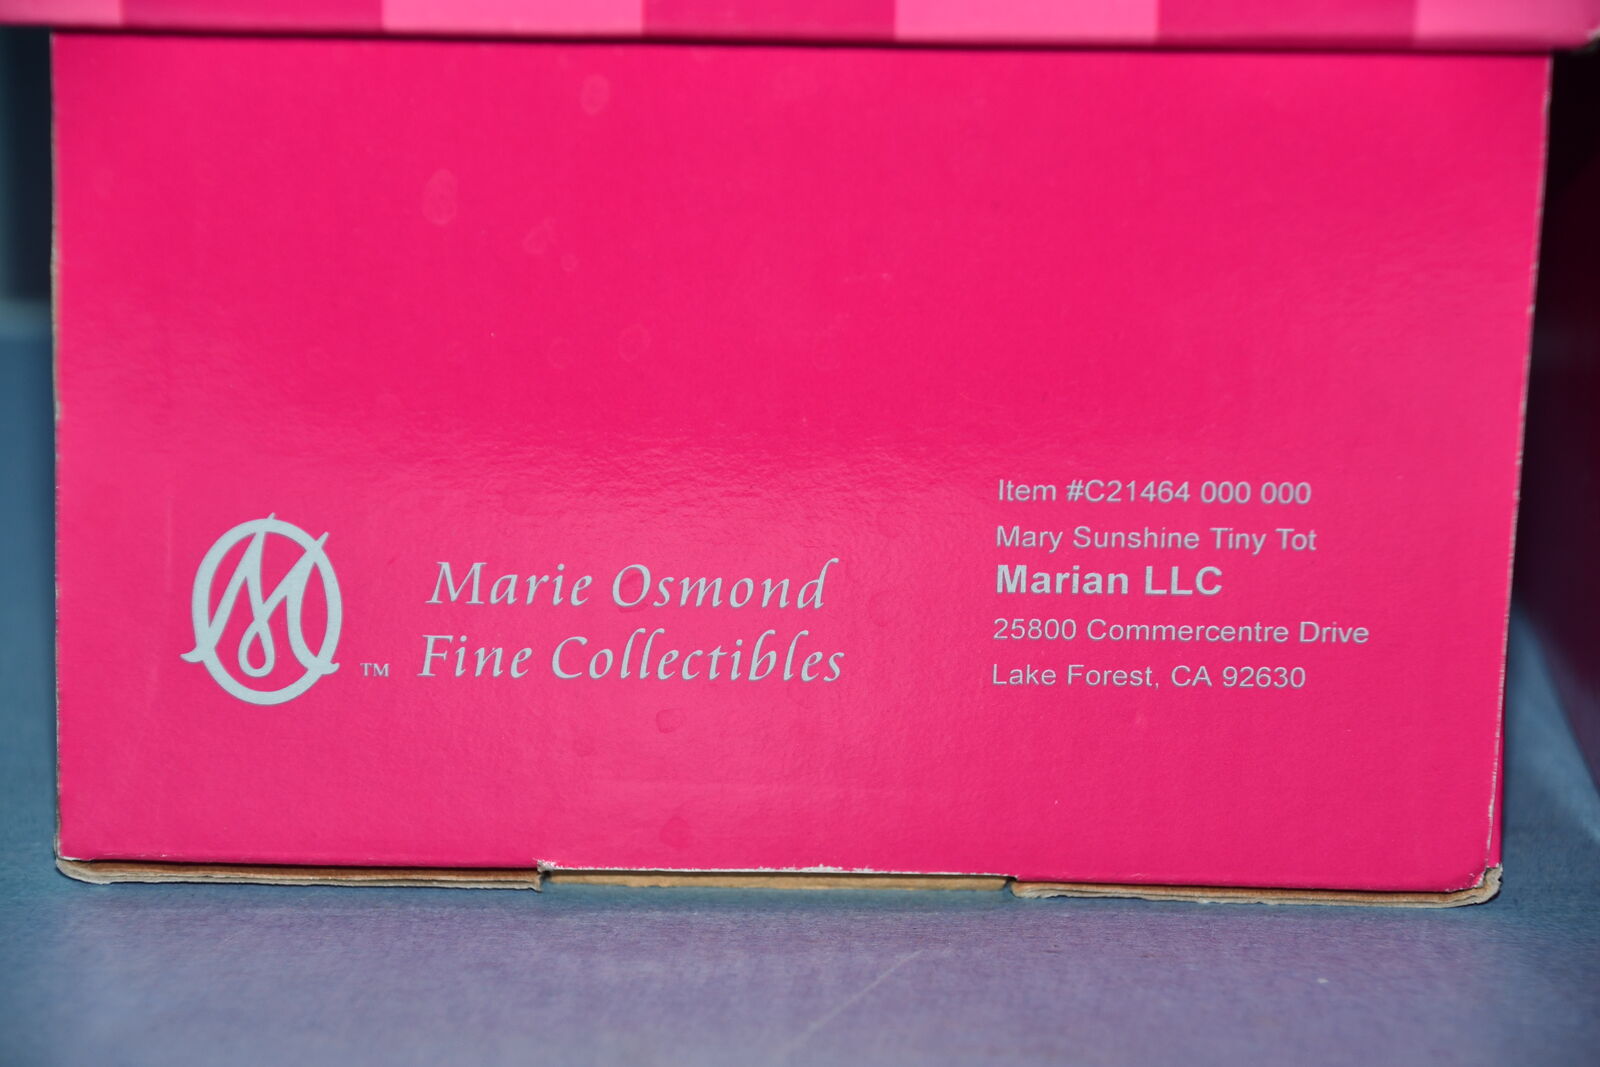 Marie Osmond
Fine Collectibles
™
Item #C21464 000 000
Mary Sunshine Tiny Tot
Marian LLC
25800 Commercentre Drive
Lake Forest, CA 92630